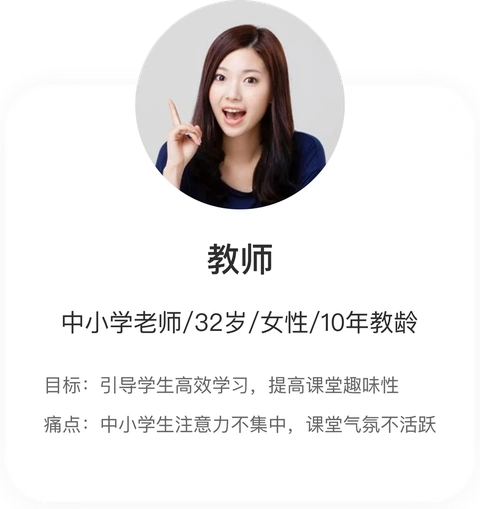 教师
中小学老师/32岁/女性/10年教龄
目标：引导学生高效学习，提高课堂趣味性
痛点：中小学生注意力不集中，课堂气氛不活跃